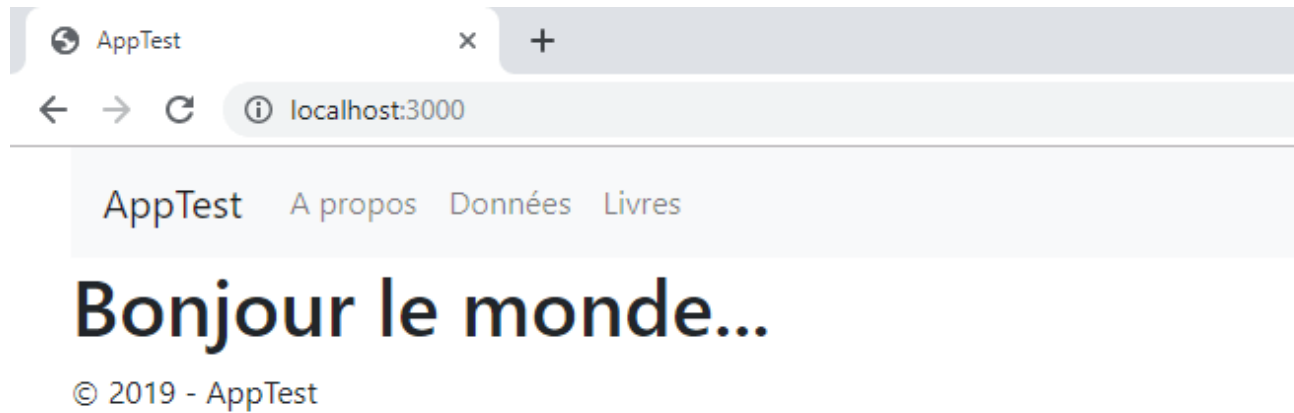 AppTest
localhost:3000
AppTest A propos Données Livres
Bonjour le monde...
© 2019 - AppTest